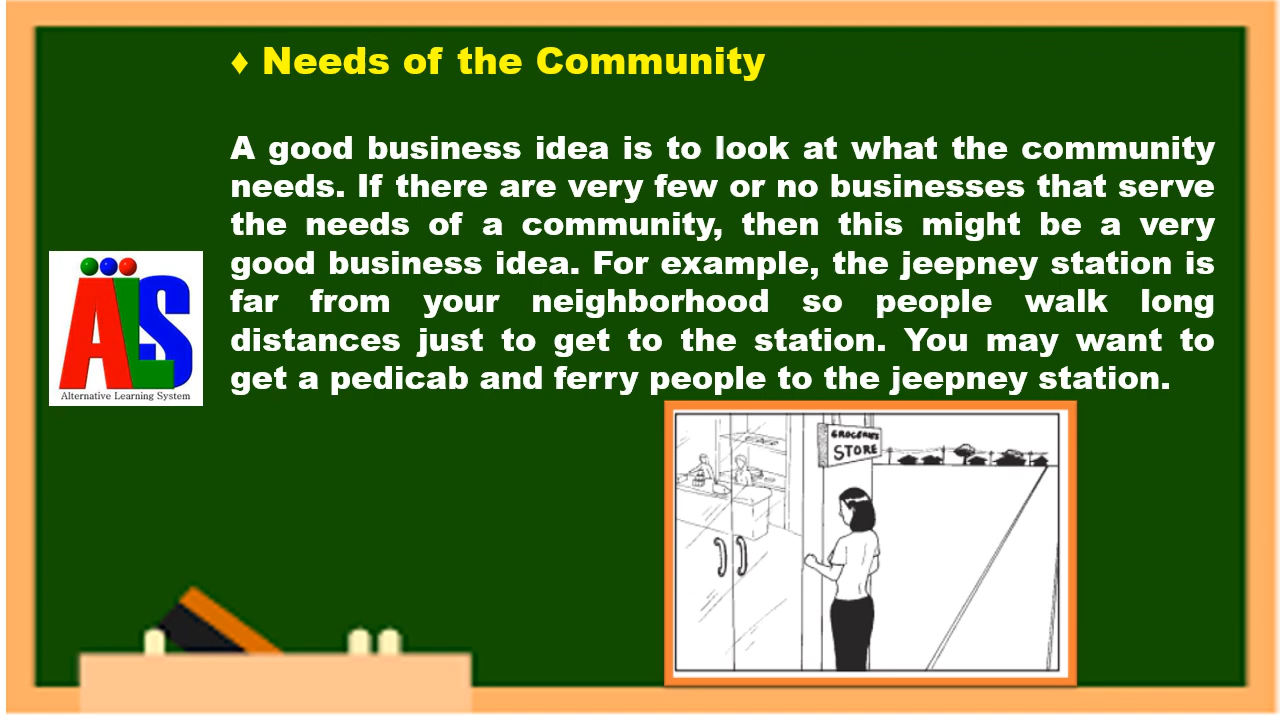 ♦ Needs of the Community
A good business idea is to look at what the community
needs. If there are very few or no businesses that serve
the needs of a community, then this might be a very
good business idea. For example, the jeepney station is
far from your neighborhood so people walk long
distances just to get to the station. You may want to
get a pedicab and ferry people to the jeepney station.
ALS
Alternative Learning System
GROCERIES
STORE